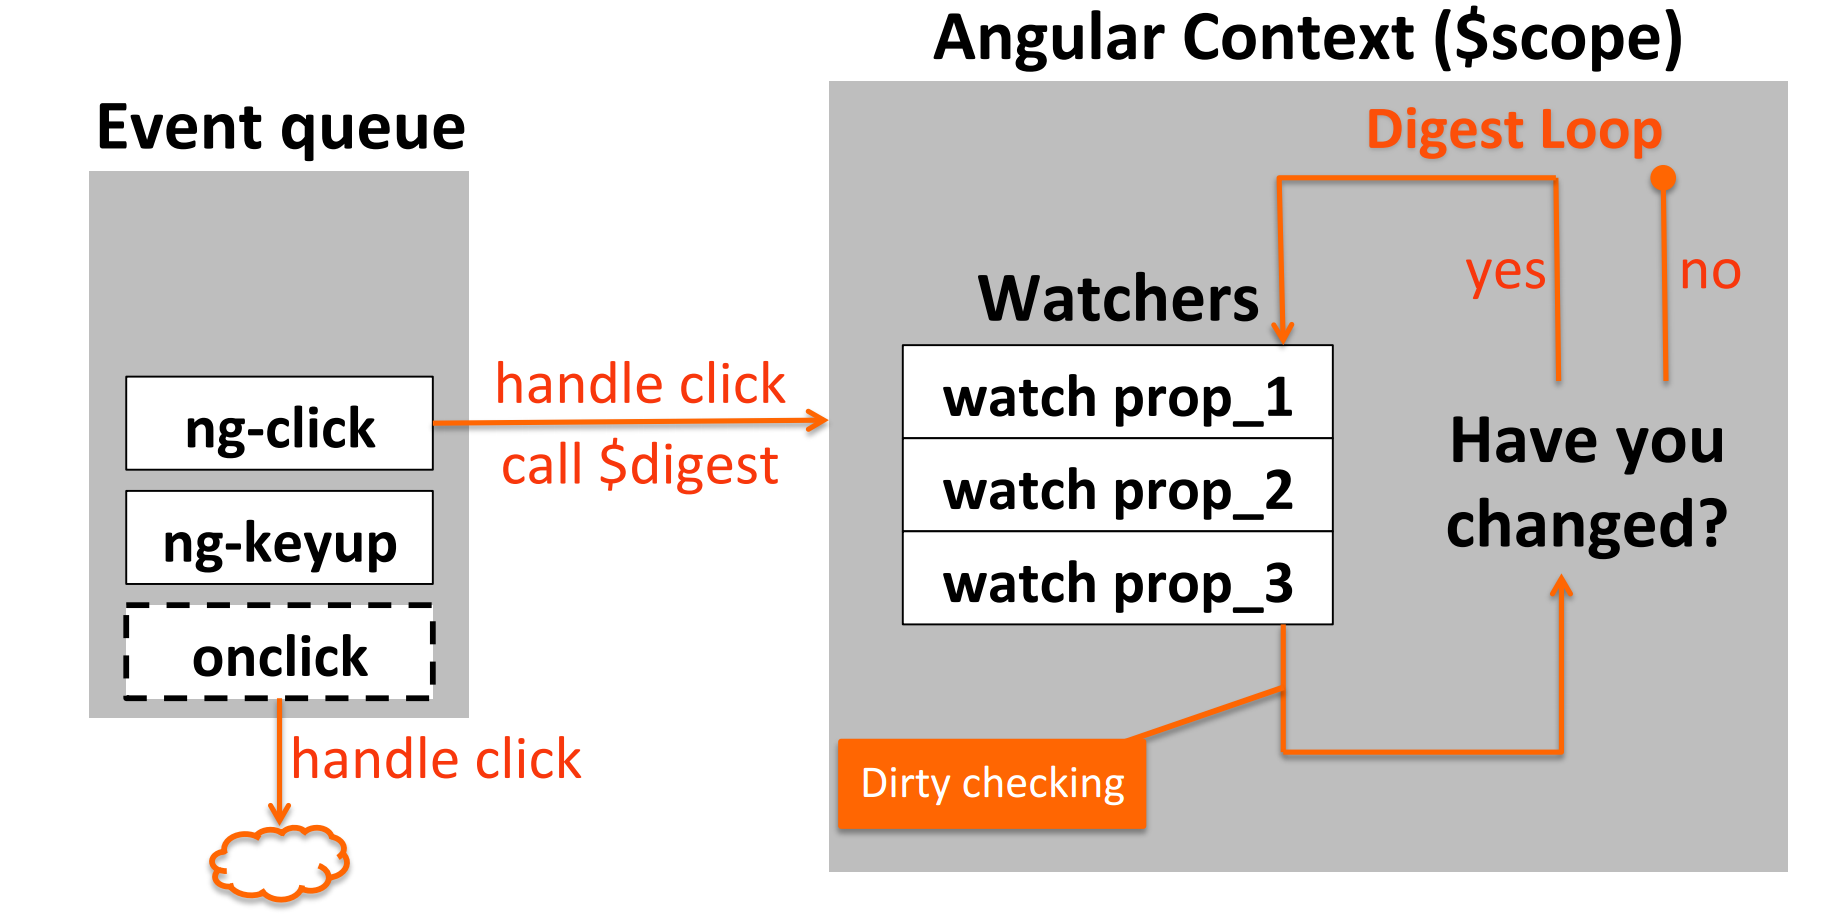 Event queue
ng-click
ng-keyup
onclick
handle click
handle click
call $digest
Angular Context ($scope)
Digest Loop
yes
no
Watchers
watch prop_1
watch prop_2
watch prop_3
Have you
changed?
Dirty checking